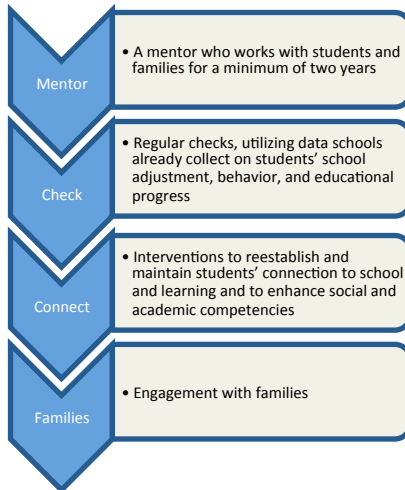 Mentor
• A mentor who works with students and
families for a minimum of two years
Check
• Regular checks, utilizing data schools
already collect on students' school
adjustment, behavior, and educational
progress
Connect
• Interventions to reestablish and
maintain students' connection to school
and learning and to enhance social and
academic competencies
Families
• Engagement with families